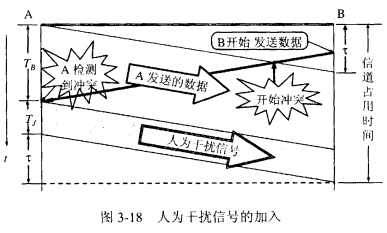 A
B
B开始 发送数据
τ
T_B
A 检测
到冲突
A 发送的数据
开始冲突
信道占用时间
T_J
t
τ
人为干扰信号
图 3-18 人为干扰信号的加入